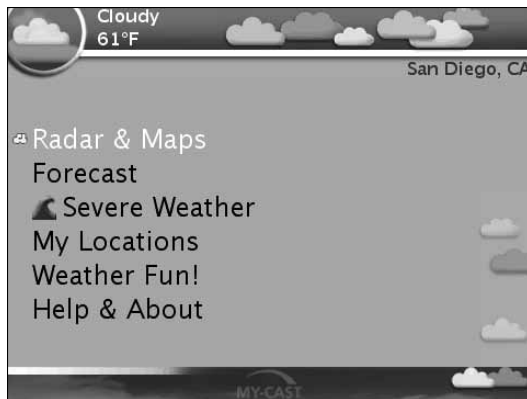 Cloudy
61°F
San Diego, CA
Radar & Maps
Forecast
Severe Weather
My Locations
Weather Fun!
Help & About
MY-CAST